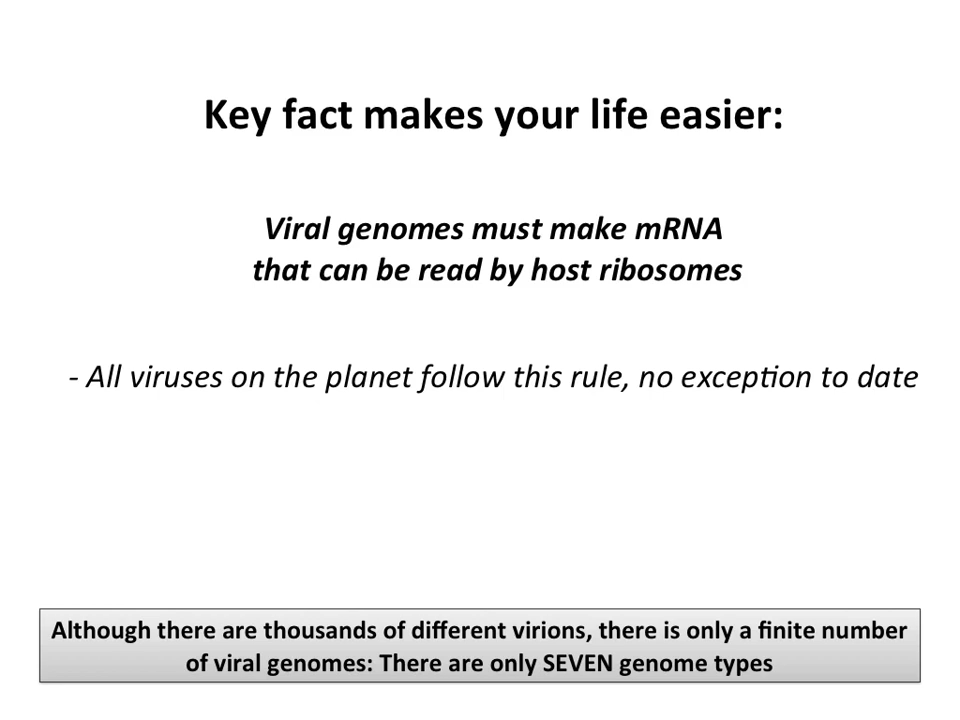 Key fact makes your life easier:
Viral genomes must make mRNA
that can be read by host ribosomes
- All viruses on the planet follow this rule, no exception to date
Although there are thousands of different virions, there is only a finite number
of viral genomes: There are only SEVEN genome types